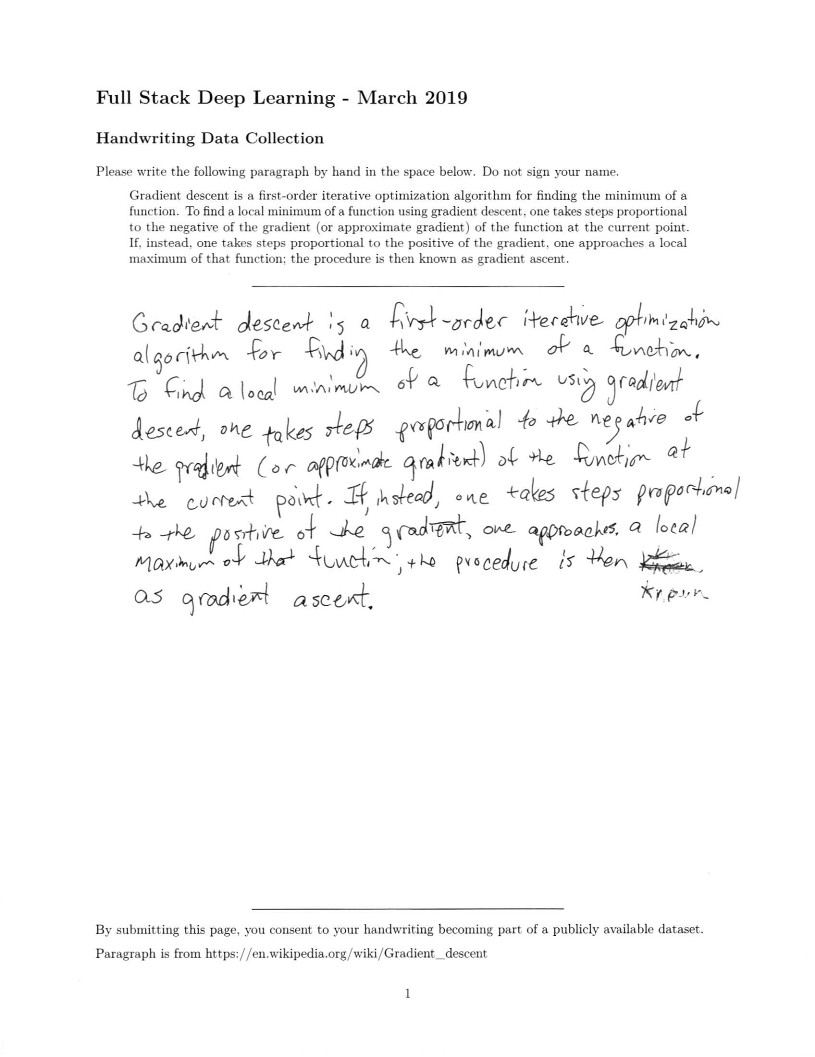 Full Stack Deep Learning - March 2019
Handwriting Data Collection
Please write the following paragraph by hand in the space below. Do not sign your name.
Gradient descent is a first-order iterative optimization algorithm for finding the minimum of a
function. To find a local minimum of a function using gradient descent, one takes steps proportional
to the negative of the gradient (or approximate gradient) of the function at the current point.
If, instead, one takes steps proportional to the positive of the gradient, one approaches a local
maximum of that function; the procedure is then known as gradient ascent.
Gradient descent is a first-order iterative optimization
algorithm for finding the minimum of a function.
To find a local minimum of a function using gradient
descent, one takes steps proportional to the negative of
the gradient (or approximate gradient) of the function at
the current point. If, instead, one takes steps proportional
to the positive of the gradient, one approaches a local
maximum of that function; the procedure is then
as gradient ascent. known
By submitting this page, you consent to your handwriting becoming part of a publicly available dataset.
Paragraph is from https://en.wikipedia.org/wiki/Gradient_descent
1